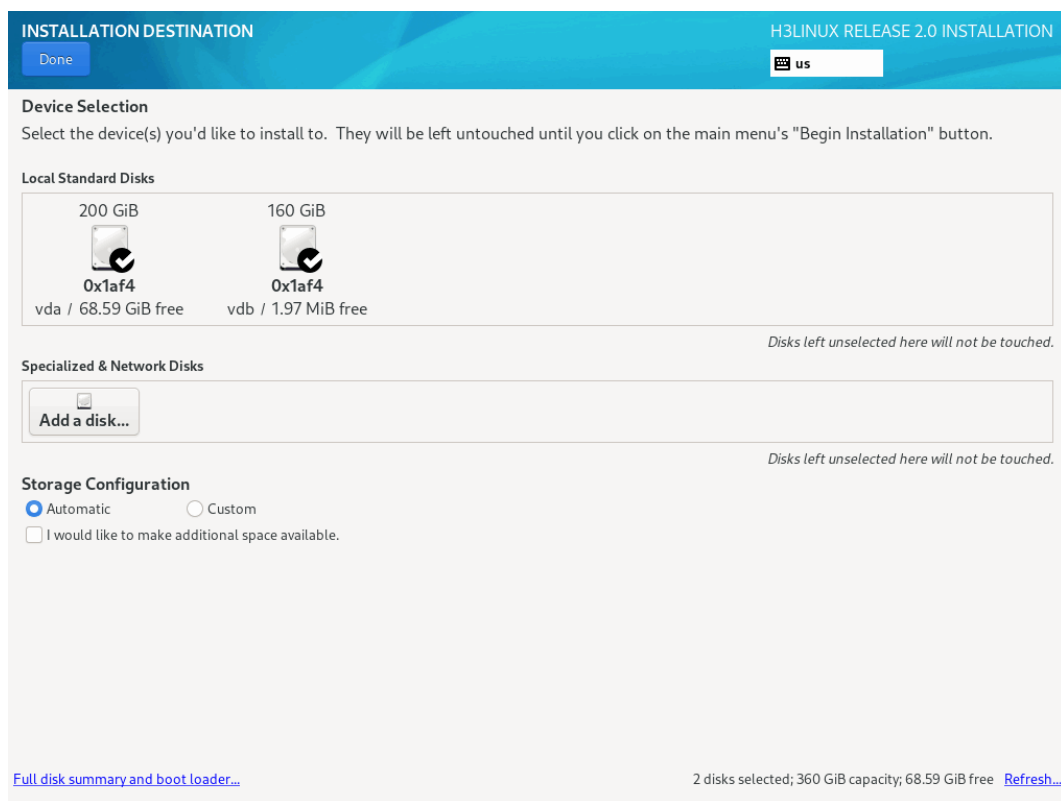 INSTALLATION DESTINATION
H3LINUX RELEASE 2.0 INSTALLATION
Done
us
Device Selection
Select the device(s) you'd like to install to.  They will be left untouched until you click on the main menu's "Begin Installation" button.
Local Standard Disks
200 GiB
160 GiB
0x1af4
0x1af4
vda / 68.59 GiB free
vdb / 1.97 MiB free
Disks left unselected here will not be touched.
Specialized & Network Disks
Add a disk...
Disks left unselected here will not be touched.
Storage Configuration
Automatic
Custom
I would like to make additional space available.
Full disk summary and boot loader...
2 disks selected; 360 GiB capacity; 68.59 GiB free
Refresh...